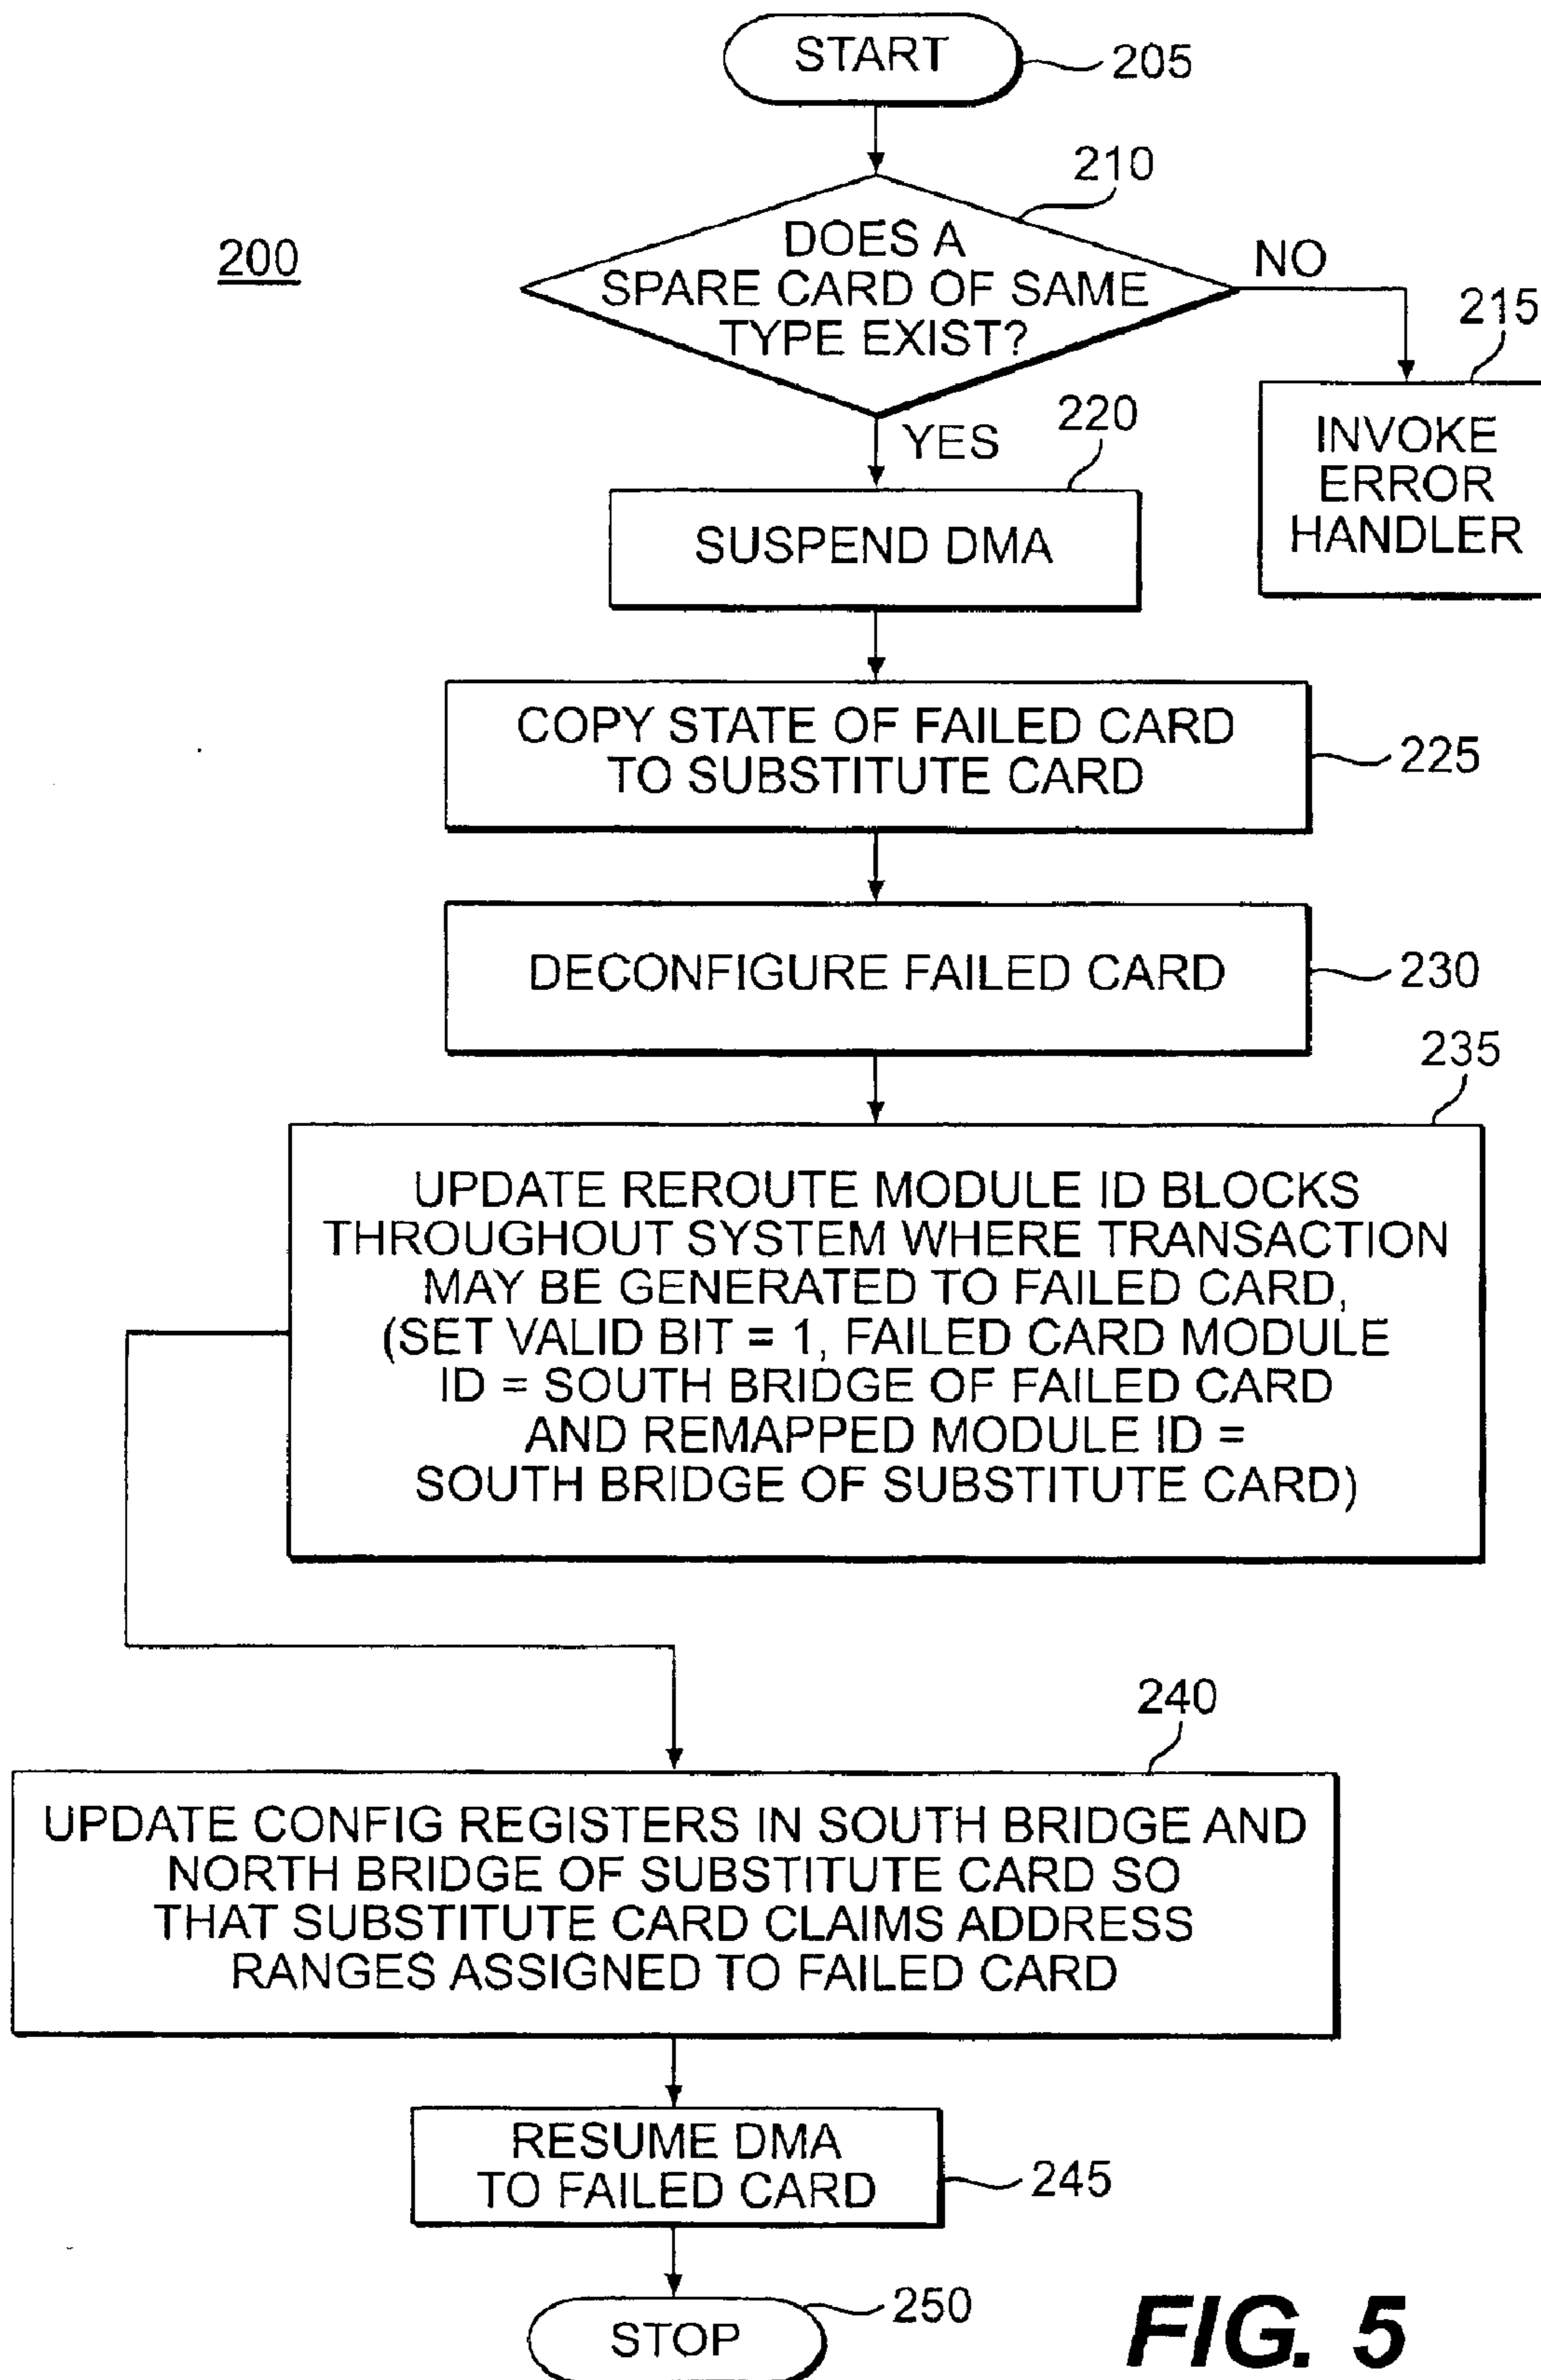 START
205
210
200
DOES A
SPARE CARD OF SAME
TYPE EXIST?
NO
215
INVOKE
ERROR
HANDLER
YES
220
SUSPEND DMA
COPY STATE OF FAILED CARD
TO SUBSTITUTE CARD
225
DECONFIGURE FAILED CARD
230
235
UPDATE REROUTE MODULE ID BLOCKS
THROUGHOUT SYSTEM WHERE TRANSACTION
MAY BE GENERATED TO FAILED CARD,
(SET VALID BIT = 1, FAILED CARD MODULE
ID = SOUTH BRIDGE OF FAILED CARD
AND REMAPPED MODULE ID =
SOUTH BRIDGE OF SUBSTITUTE CARD)
240
UPDATE CONFIG REGISTERS IN SOUTH BRIDGE AND
NORTH BRIDGE OF SUBSTITUTE CARD SO
THAT SUBSTITUTE CARD CLAIMS ADDRESS
RANGES ASSIGNED TO FAILED CARD
RESUME DMA
TO FAILED CARD
245
STOP
250
FIG. 5